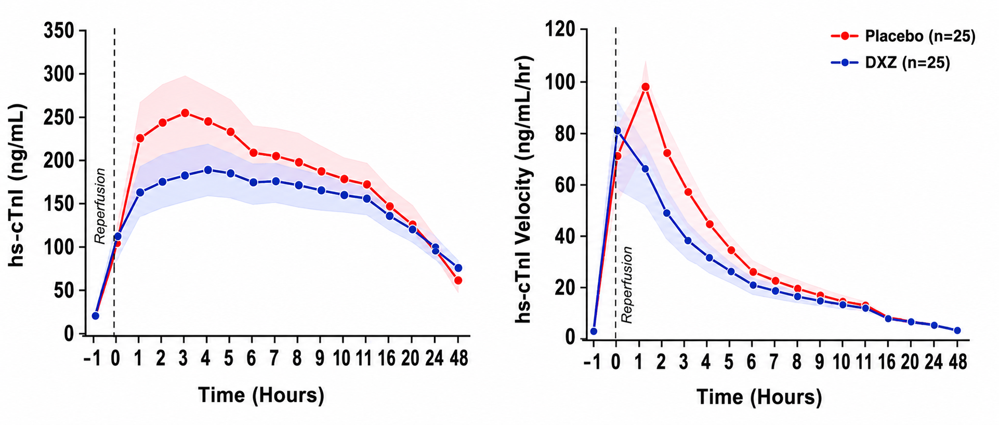 350
300
250
200
150
100
50
0
hs-cTnI (ng/mL)
Reperfusion
−1 0 1 2 3 4 5 6 7 8 9 10 11 16 20 24 48
Time (Hours)
120
100
80
60
40
20
0
hs-cTnI Velocity (ng/mL/hr)
Reperfusion
−1 0 1 2 3 4 5 6 7 8 9 10 11 16 20 24 48
Time (Hours)
Placebo (n=25)
DXZ (n=25)